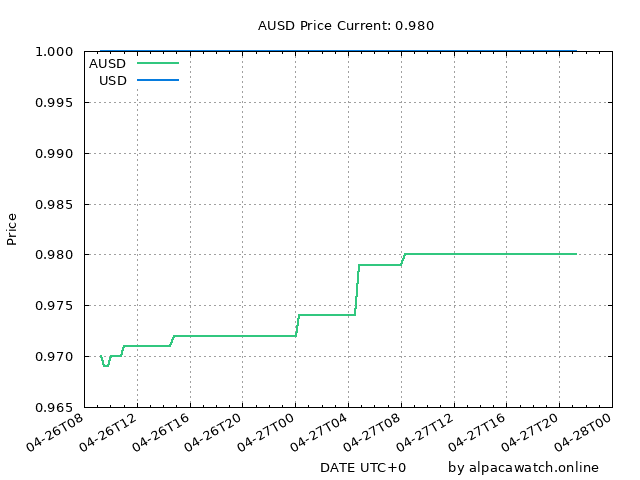 AUSD Price Current: 0.980
1.000
AUSD
USD
0.995
0.990
0.985
Price
0.980
0.975
0.970
0.965
04-26T08
04-26T12
04-26T16
04-26T20
04-27T00
04-27T04
04-27T08
04-27T12
04-27T16
04-27T20
04-28T00
DATE UTC+0
by alpacawatch.online